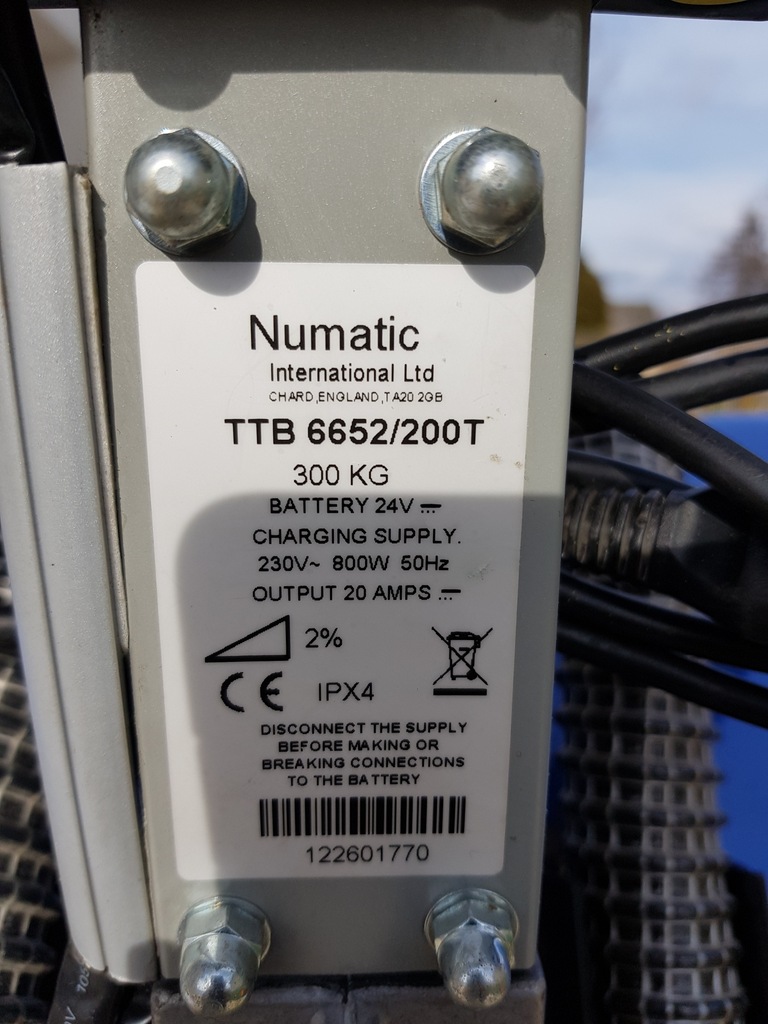 Numatic
International Ltd
CHARD,ENGLAND,TA20 2GB
TTB 6652/200T
300 KG
BATTERY 24V ⎓
CHARGING SUPPLY.
230V~ 800W 50Hz
OUTPUT 20 AMPS ⎓
2%
CE IPX4
DISCONNECT THE SUPPLY
BEFORE MAKING OR
BREAKING CONNECTIONS
TO THE BATTERY
122601770